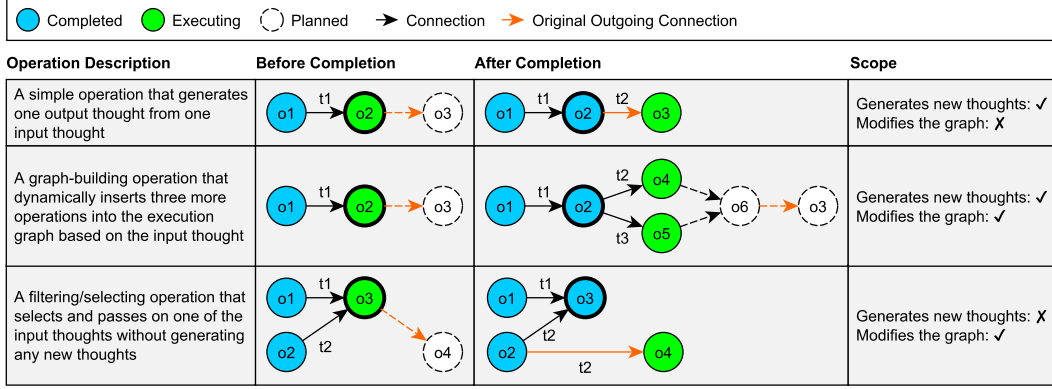 Completed Executing Planned Connection Original Outgoing Connection
Operation Description Before Completion After Completion Scope
A simple operation that generates
one output thought from one
input thought
o1 t1 o2 o3
o1 t1 o2 t2 o3
Generates new thoughts: ✓
Modifies the graph: ✗
A graph-building operation that
dynamically inserts three more
operations into the execution
graph based on the input thought
o1 t1 o2 o3
o1 t1 o2 t2 o4 t3 o5 o6 o3
Generates new thoughts: ✓
Modifies the graph: ✓
A filtering/selecting operation that
selects and passes on one of the
input thoughts without generating
any new thoughts
o1 t1 o3
o2 t2 o4
o1 t1 o3
t2
o2 o4
t2
Generates new thoughts: ✗
Modifies the graph: ✓